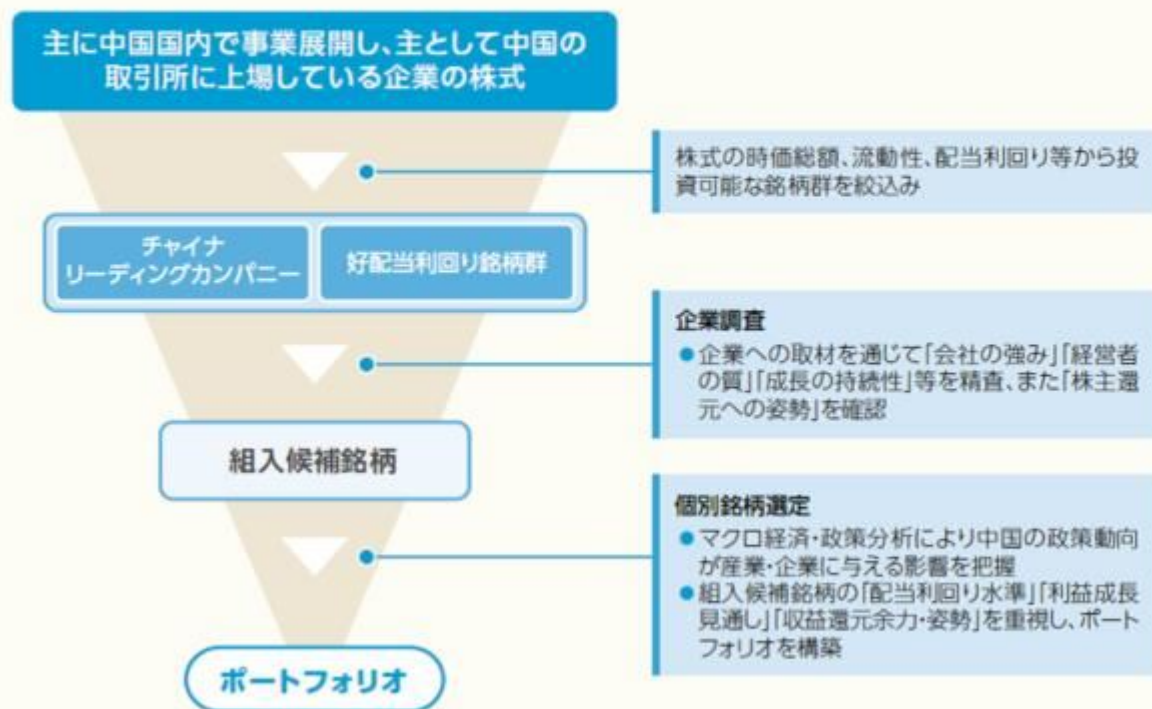 主に中国国内で事業展開し、主として中国の
取引所に上場している企業の株式
株式の時価総額、流動性、配当利回り等から投
資可能な銘柄群を絞込み
チャイナ
リーディングカンパニー
好配当利回り銘柄群
企業調査
●企業への取材を通じて「会社の強み」「経営者
の質」「成長の持続性」等を精査、また「株主還
元への姿勢」を確認
組入候補銘柄
個別銘柄選定
●マクロ経済・政策分析により中国の政策動向
が産業・企業に与える影響を把握
●組入候補銘柄の「配当利回り水準」「利益成長
見通し」「収益還元余力・姿勢」を重視し、ポート
フォリオを構築
ポートフォリオ